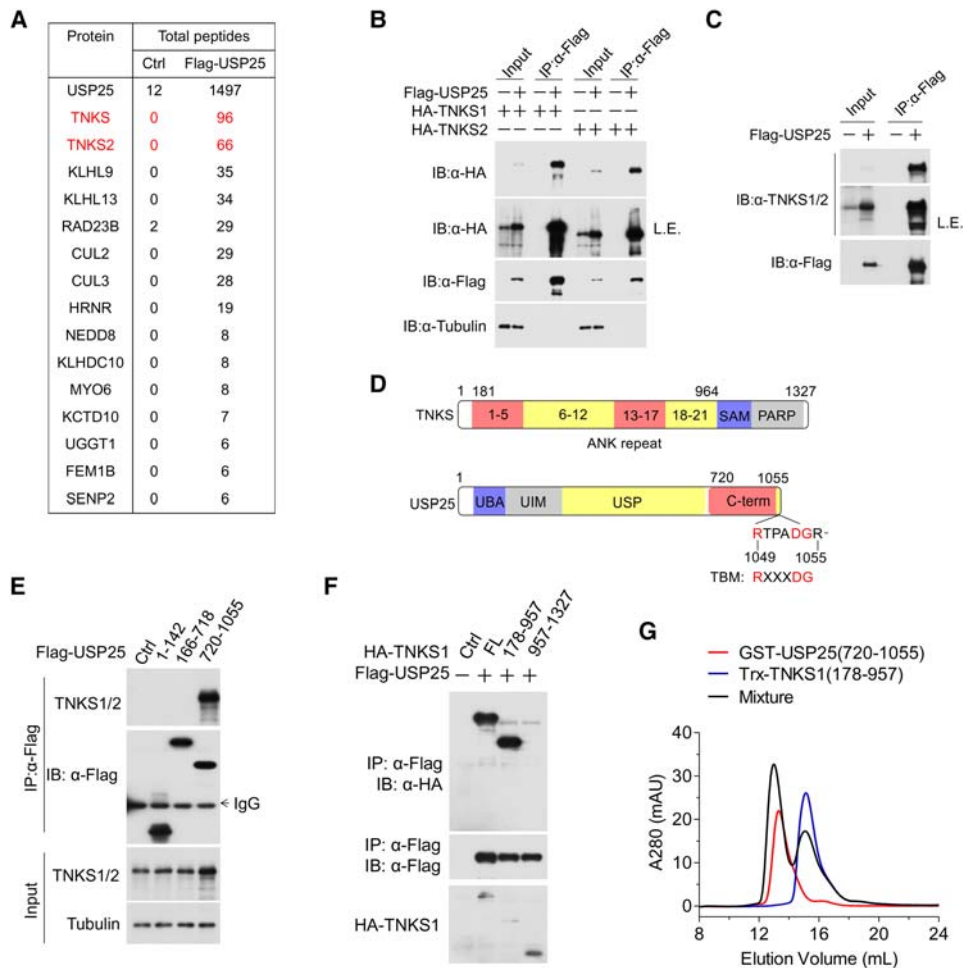 A
Protein Total peptides
Ctrl Flag-USP25
USP25 12 1497
TNKS 0 96
TNKS2 0 66
KLHL9 0 35
KLHL13 0 34
RAD23B 2 29
CUL2 0 29
CUL3 0 28
HRNR 0 19
NEDD8 0 8
KLHDC10 0 8
MYO6 0 8
KCTD10 0 7
UGGT1 0 6
FEM1B 0 6
SENP2 0 6
B
Input IP:α-Flag Input IP:α-Flag
Flag-USP25 − + − + − + − +
HA-TNKS1 + + + + − − − −
HA-TNKS2 − − − − + + + +
IB:α-HA
IB:α-HA L.E.
IB:α-Flag
IB:α-Tubulin
C
Input IP:α-Flag
Flag-USP25 − + − +
IB:α-TNKS1/2
L.E.
IB:α-Flag
D
1 181 964 1327
TNKS 1-5 6-12 13-17 18-21 SAM PARP
ANK repeat
1 720 1055
USP25 UBA UIM USP C-term
RTPADGR-
1049 1055
TBM: RXXXDG
E
Flag-USP25 Ctrl 1-142 166-718 720-1055
IP:α-Flag
TNKS1/2
IB: α-Flag
IgG
Input
TNKS1/2
Tubulin
F
HA-TNKS1 Ctrl FL 178-957 957-1327
Flag-USP25 − + + +
IP: α-Flag
IB: α-HA
IP: α-Flag
IB: α-Flag
HA-TNKS1
G
GST-USP25(720-1055)
Trx-TNKS1(178-957)
Mixture
A280 (mAU)
40
30
20
10
0
8 12 16 20 24
Elution Volume (mL)